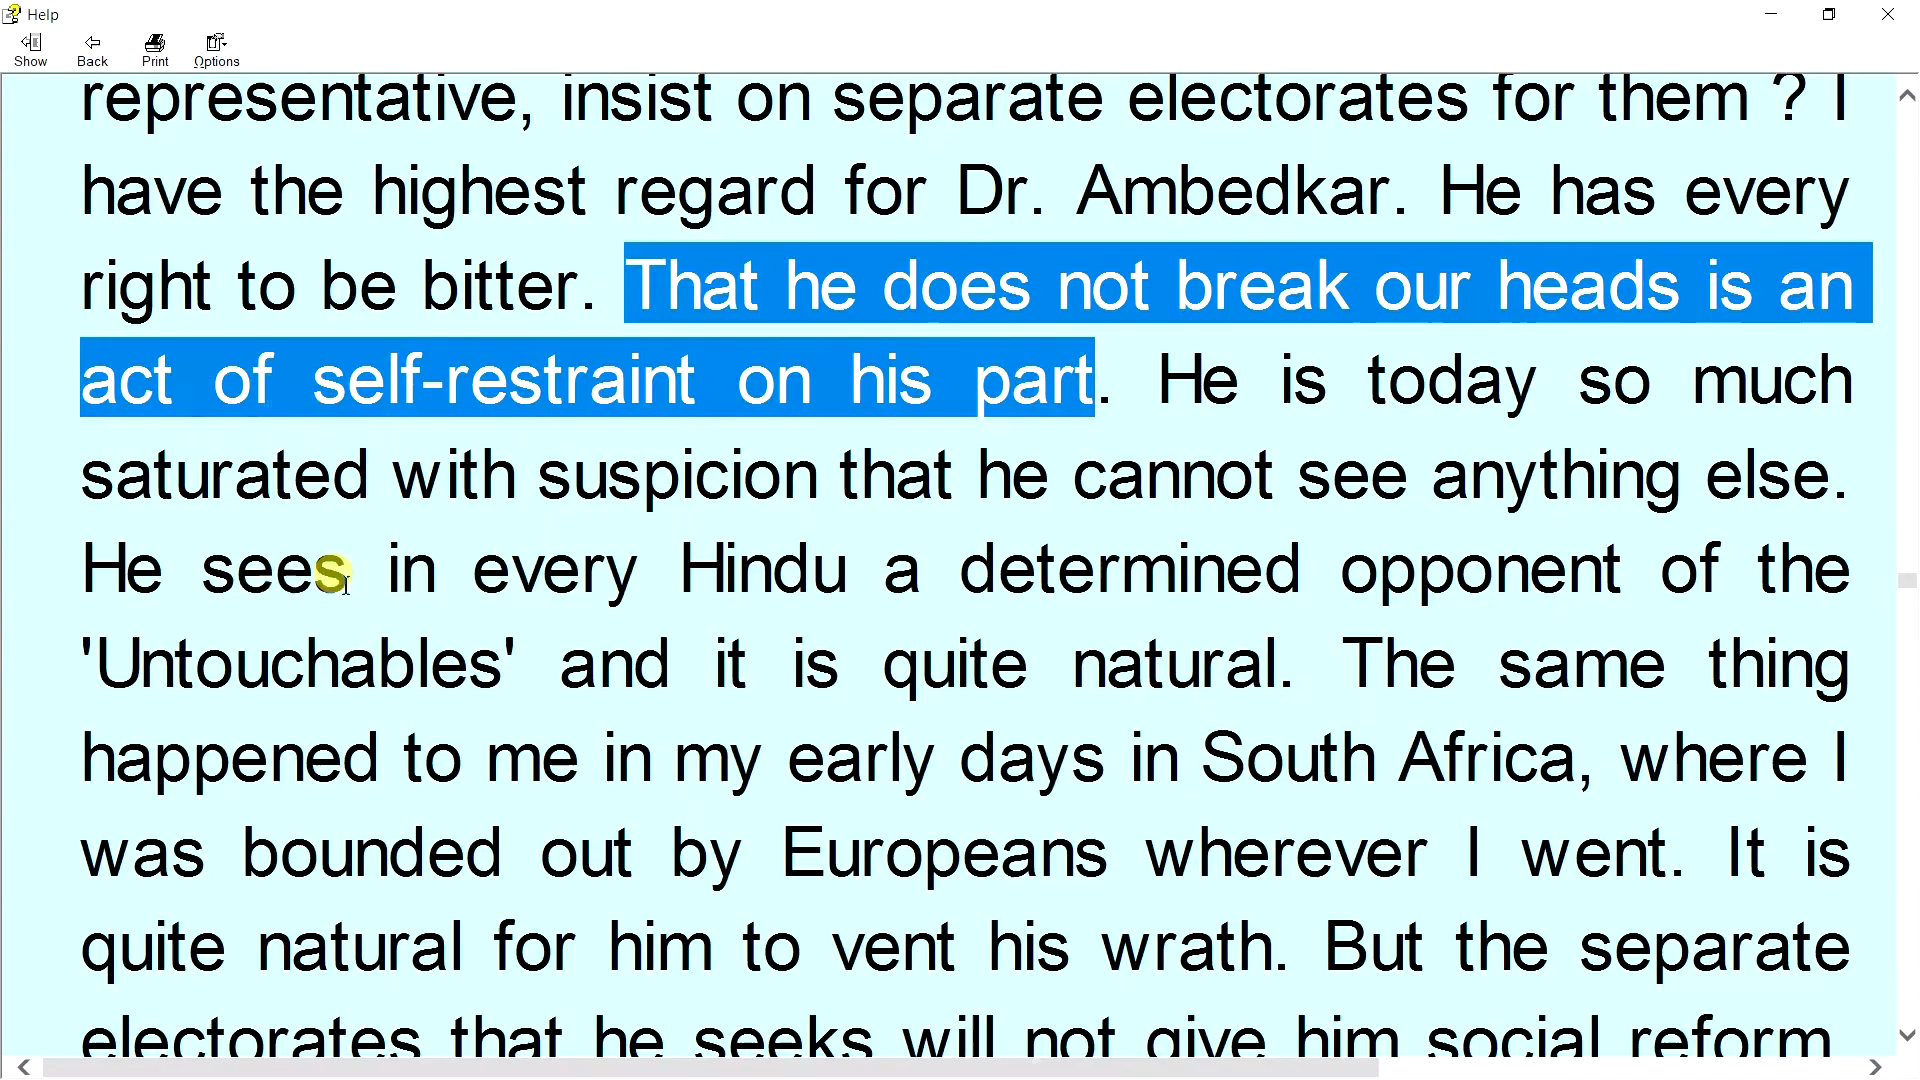 Help
Show Back Print Options
representative, insist on separate electorates for them ? I
have the highest regard for Dr. Ambedkar. He has every
right to be bitter. That he does not break our heads is an
act of self-restraint on his part. He is today so much
saturated with suspicion that he cannot see anything else.
He sees in every Hindu a determined opponent of the
'Untouchables' and it is quite natural. The same thing
happened to me in my early days in South Africa, where I
was bounded out by Europeans wherever I went. It is
quite natural for him to vent his wrath. But the separate
electorates that he seeks will not give him social reform.